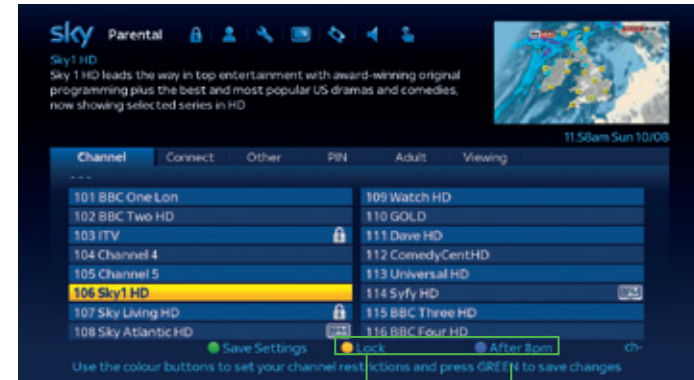 sky Parental
Sky1 HD
Sky 1 HD leads the way in top entertainment with award-winning original
programming plus the best and most popular US dramas and comedies,
now showing selected series in HD
11.58am Sun 10/08
Channel Connect Other PIN Adult Viewing
---
101 BBC One Lon
109 Watch HD
102 BBC Two HD
110 GOLD
103 ITV
111 Dave HD
104 Channel 4
112 ComedyCentHD
105 Channel 5
113 Universal HD
106 Sky1 HD
114 Syfy HD
107 Sky Living HD
115 BBC Three HD
108 Sky Atlantic HD
116 BBC Four HD
Save Settings Lock After 8pm ch-
Use the colour buttons to set your channel restrictions and press GREEN to save changes